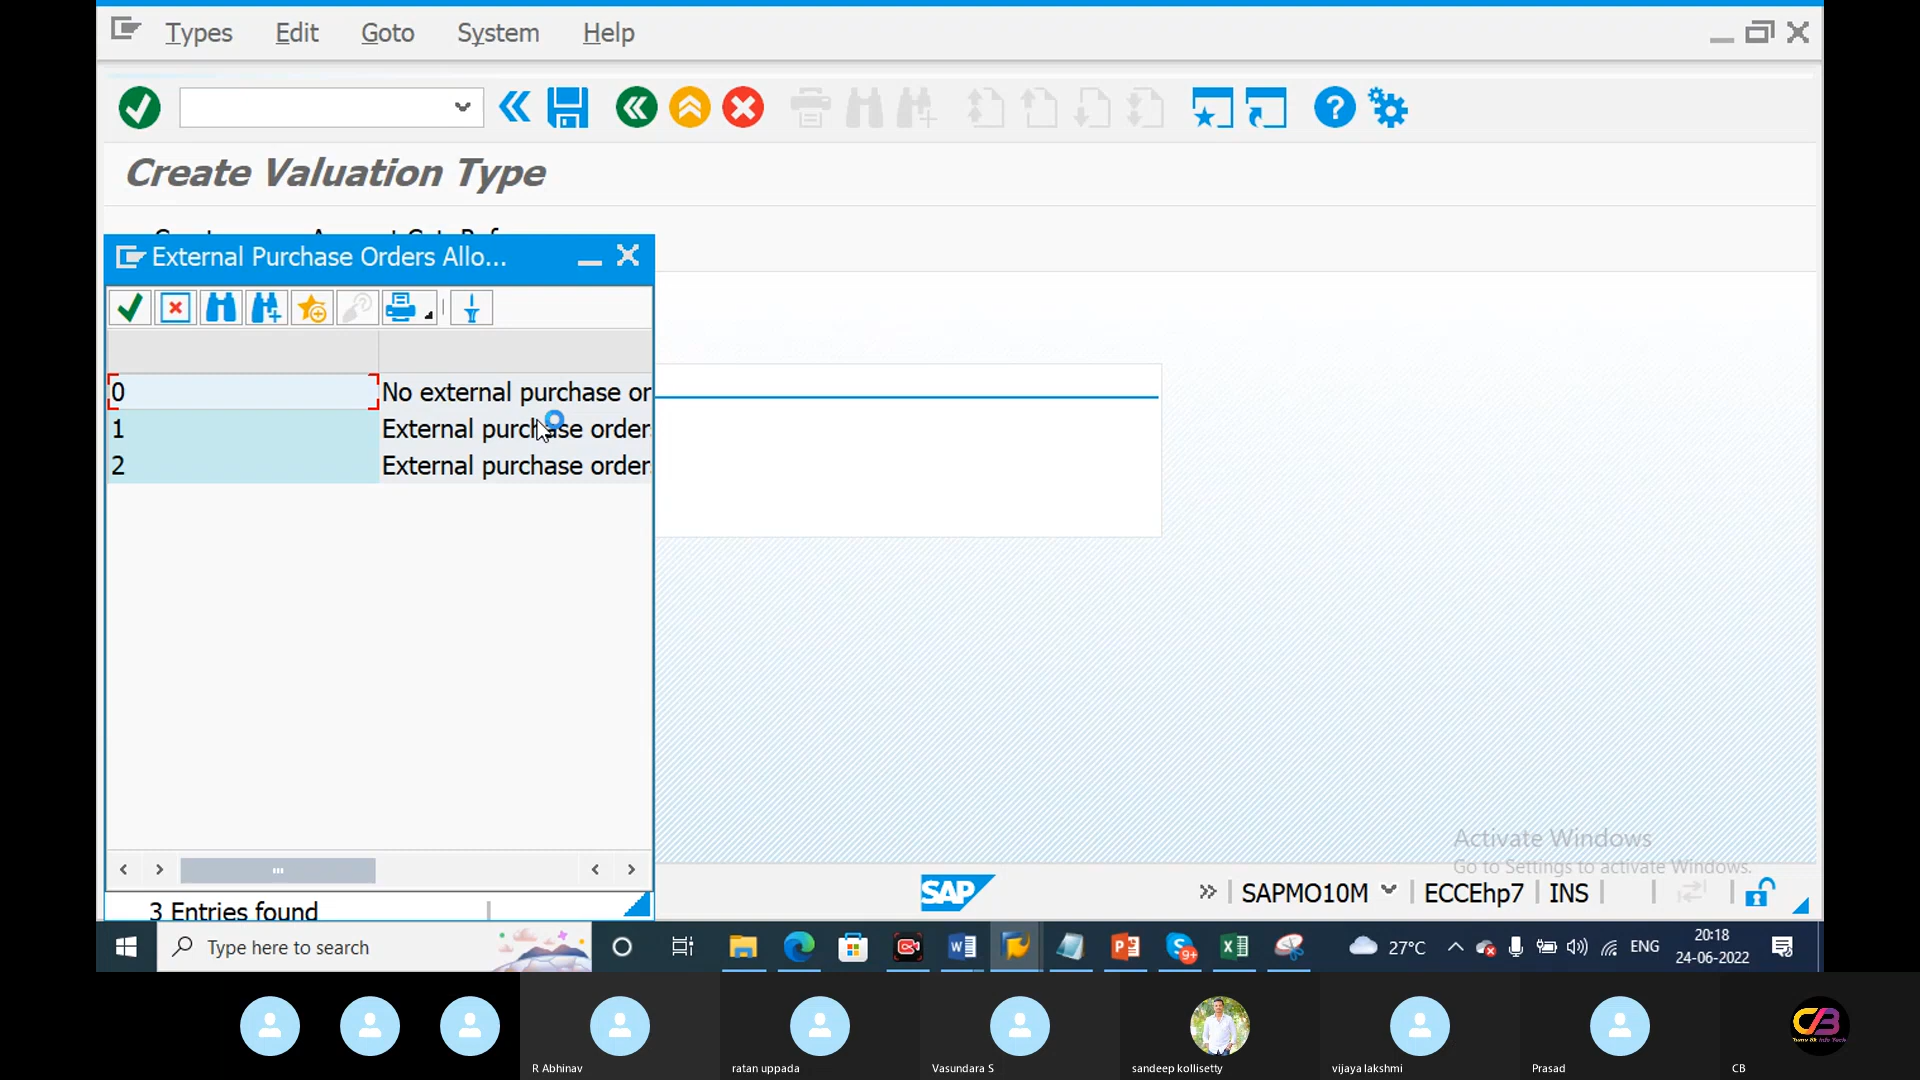 Types Edit Goto System Help
Create Valuation Type
External Purchase Orders Allo...
0 No external purchase or
1 External purchase order
2 External purchase order
3 Entries found
Activate Windows
Go to Settings to activate Windows.
SAP
SAPMO10M ECCEhp7 INS
Type here to search
9+
27°C
ENG
20:18
24-06-2022
R Abhinav
ratan uppada
Vasundara S
sandeep kollisetty
vijaya lakshmi
Prasad
CB